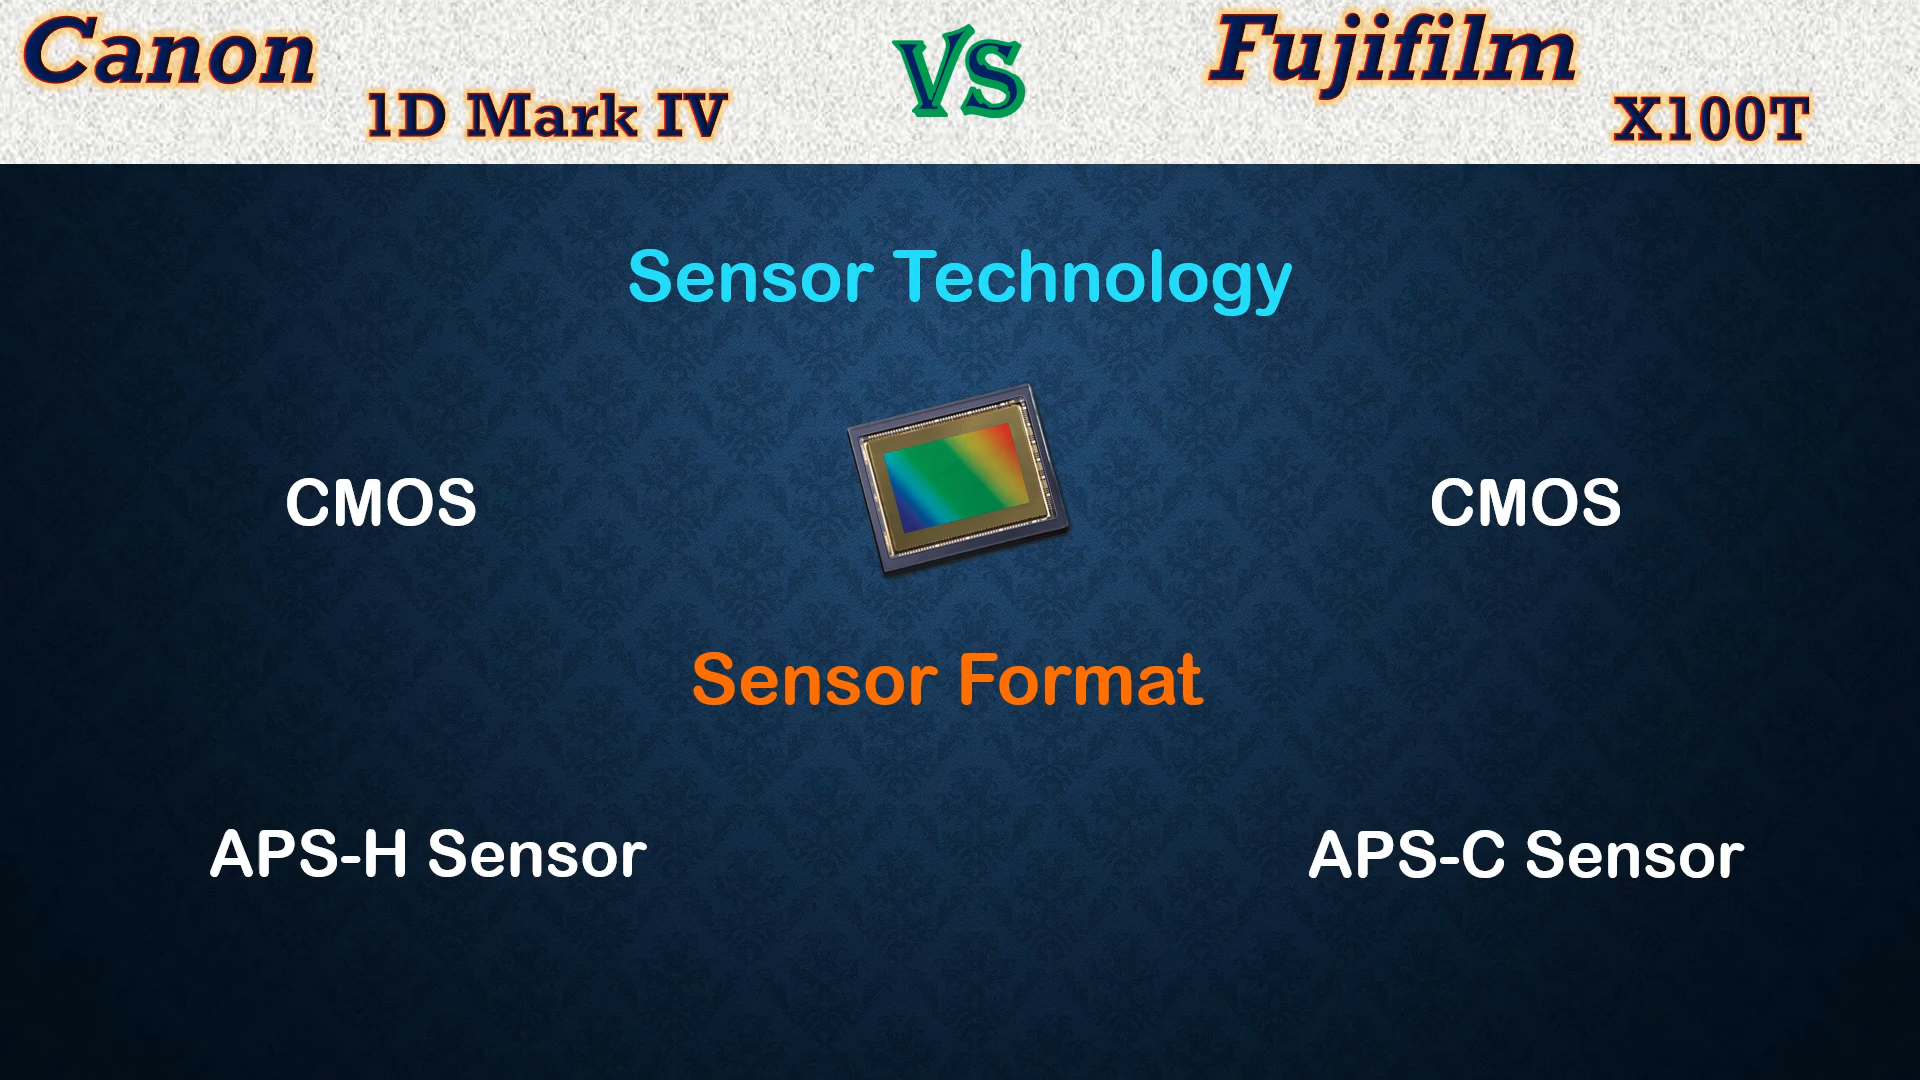 Canon
1D Mark IV
VS
Fujifilm
X100T
Sensor Technology
CMOS
CMOS
Sensor Format
APS-H Sensor
APS-C Sensor